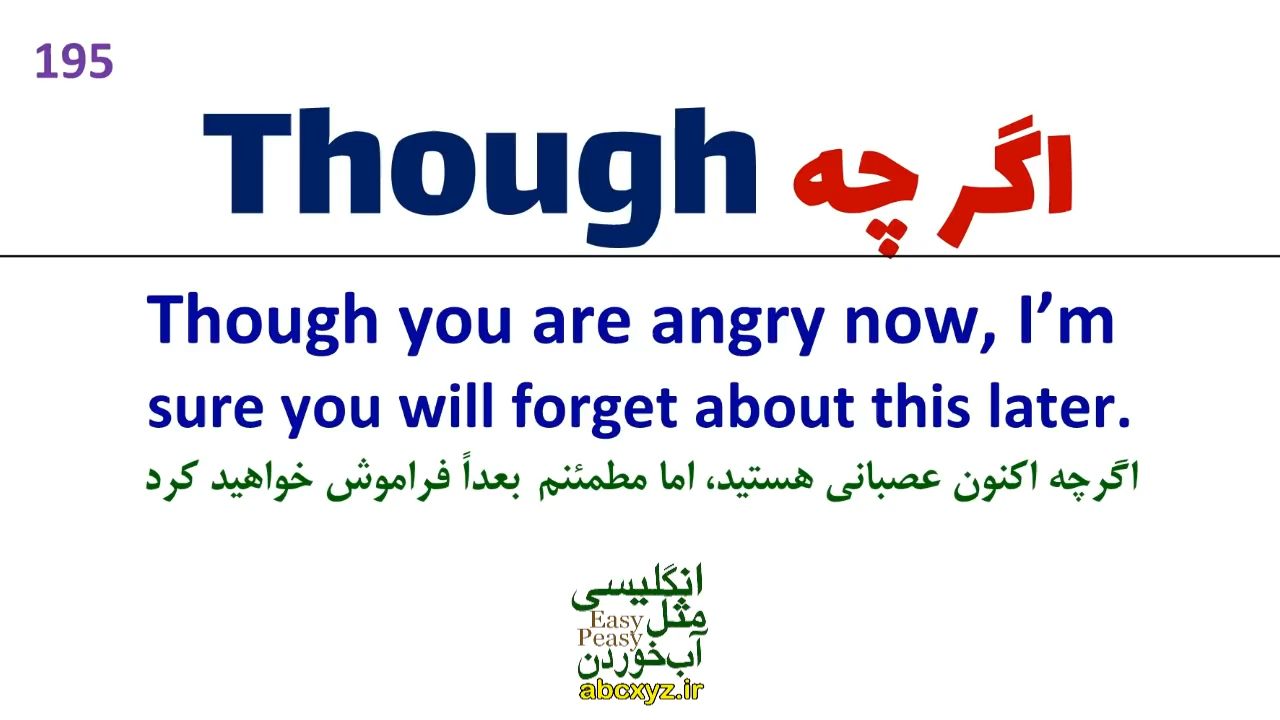 195
Though اگرچه
Though you are angry now, I’m
sure you will forget about this later.
اگرچه اکنون عصبانی هستید، اما مطمئنم بعداً فراموش خواهید کرد
انگلیسی
مثل
Easy
Peasy
آب‌خوردن
abcxyz.ir